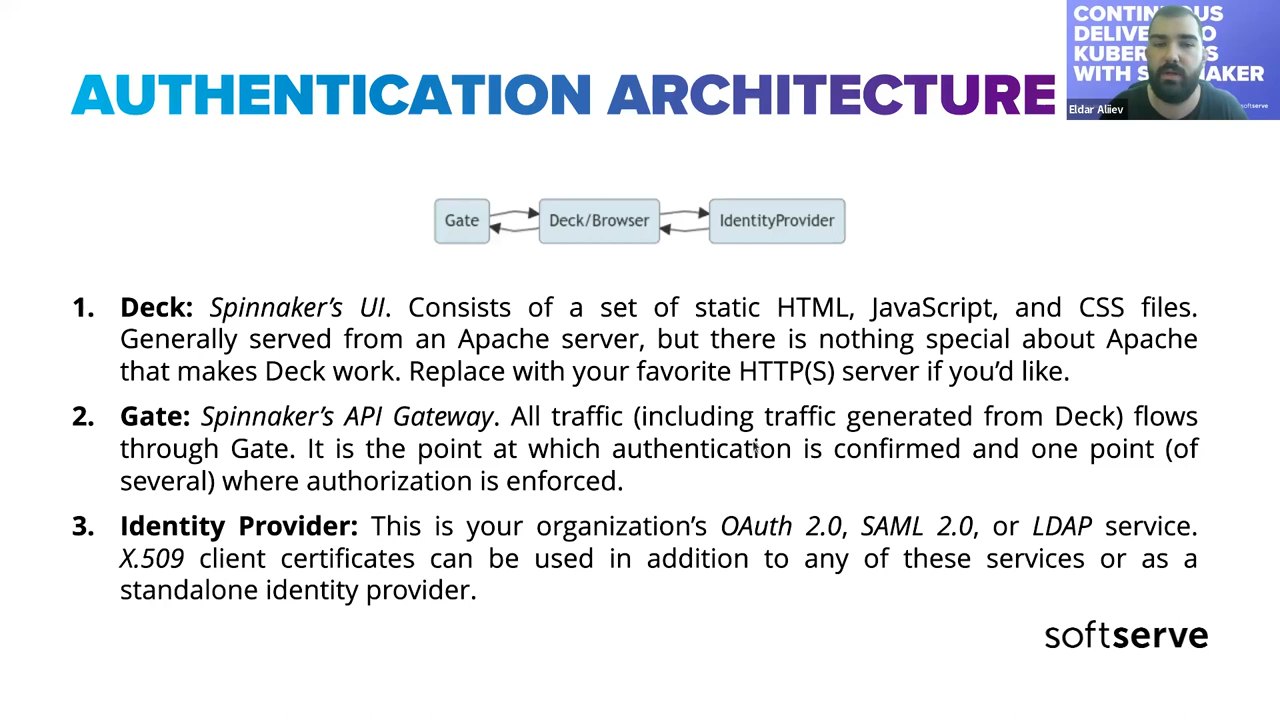 AUTHENTICATION ARCHITECTURE
WITH
Eldar Aliiev
softserve
Gate
Deck/Browser
IdentityProvider
1. Deck: Spinnaker’s UI. Consists of a set of static HTML, JavaScript, and CSS files.
Generally served from an Apache server, but there is nothing special about Apache
that makes Deck work. Replace with your favorite HTTP(S) server if you’d like.
2. Gate: Spinnaker’s API Gateway. All traffic (including traffic generated from Deck) flows
through Gate. It is the point at which authentication is confirmed and one point (of
several) where authorization is enforced.
3. Identity Provider: This is your organization’s OAuth 2.0, SAML 2.0, or LDAP service.
X.509 client certificates can be used in addition to any of these services or as a
standalone identity provider.
softserve